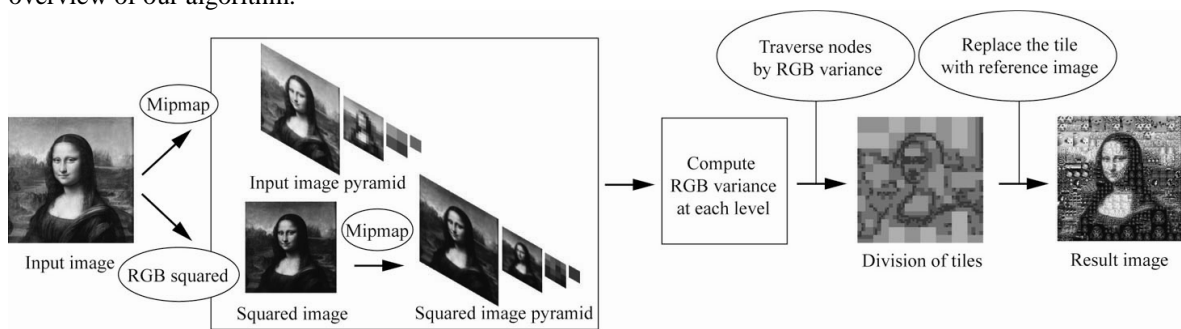 overview of our algorithm.
Mipmap
Input image
RGB squared
Input image pyramid
Squared image
Mipmap
Squared image pyramid
Compute
RGB variance
at each level
Traverse nodes
by RGB variance
Division of tiles
Replace the tile
with reference image
Result image